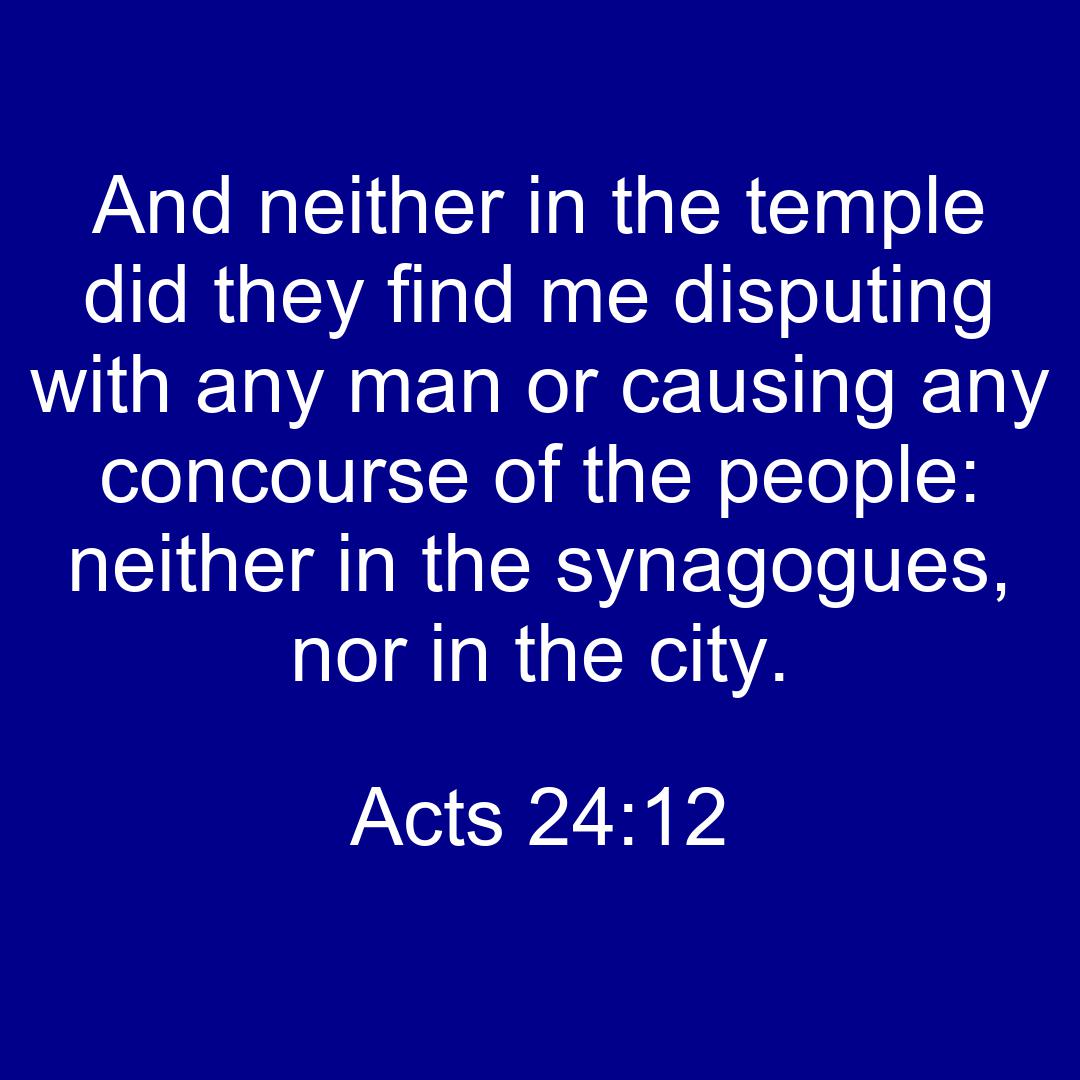 And neither in the temple
did they find me disputing
with any man or causing any
concourse of the people:
neither in the synagogues,
nor in the city.
Acts 24:12